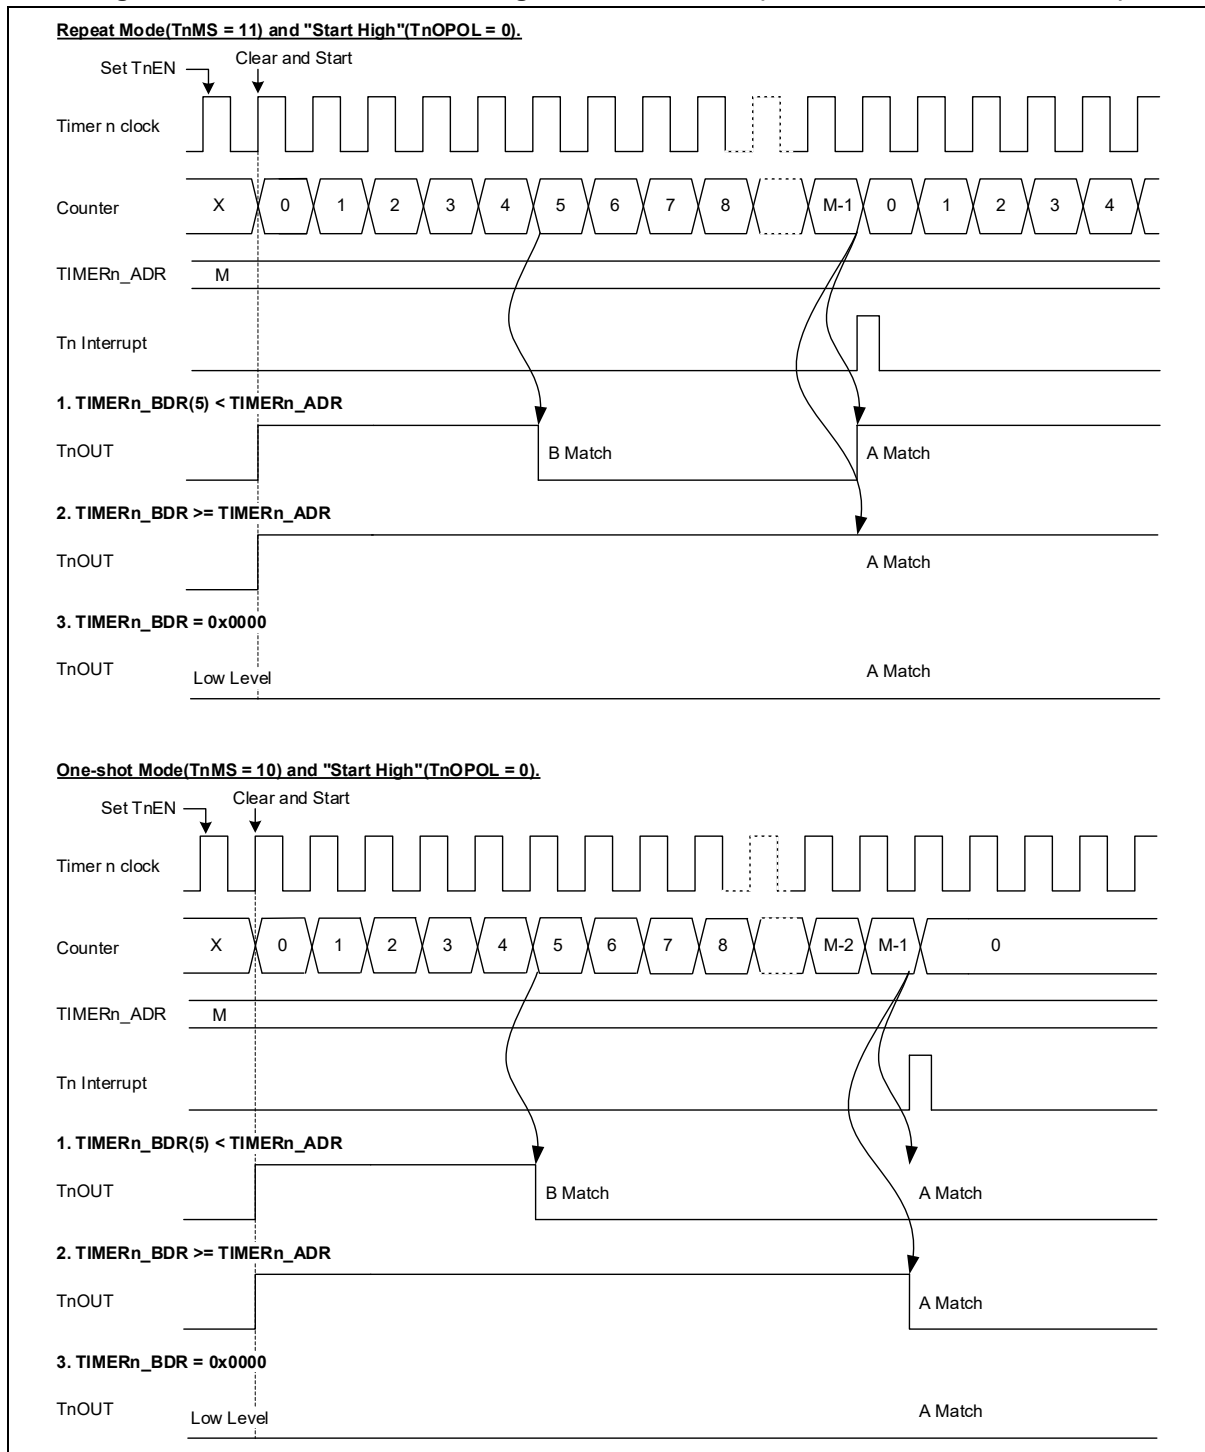 Repeat Mode(TnMS = 11) and "Start High"(TnOPOL = 0).
Set TnEN
Clear and Start
Timer n clock
Counter X 0 1 2 3 4 5 6 7 8 M-1 0 1 2 3 4
TIMERn_ADR M
Tn Interrupt
1. TIMERn_BDR(5) < TIMERn_ADR
TnOUT B Match A Match
2. TIMERn_BDR >= TIMERn_ADR
TnOUT A Match
3. TIMERn_BDR = 0x0000
TnOUT Low Level A Match
One-shot Mode(TnMS = 10) and "Start High"(TnOPOL = 0).
Set TnEN
Clear and Start
Timer n clock
Counter X 0 1 2 3 4 5 6 7 8 M-2 M-1 0
TIMERn_ADR M
Tn Interrupt
1. TIMERn_BDR(5) < TIMERn_ADR
TnOUT B Match A Match
2. TIMERn_BDR >= TIMERn_ADR
TnOUT A Match
3. TIMERn_BDR = 0x0000
TnOUT Low Level A Match